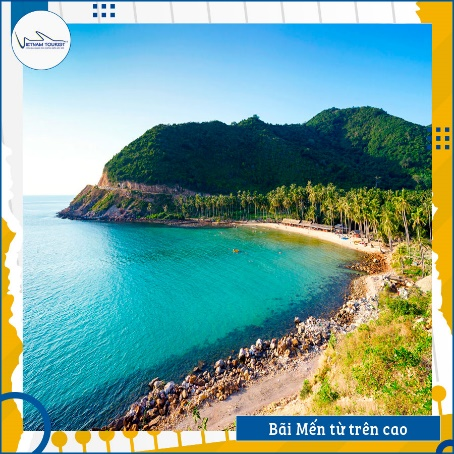 VIETNAM TOURIST
Bãi Mến từ trên cao